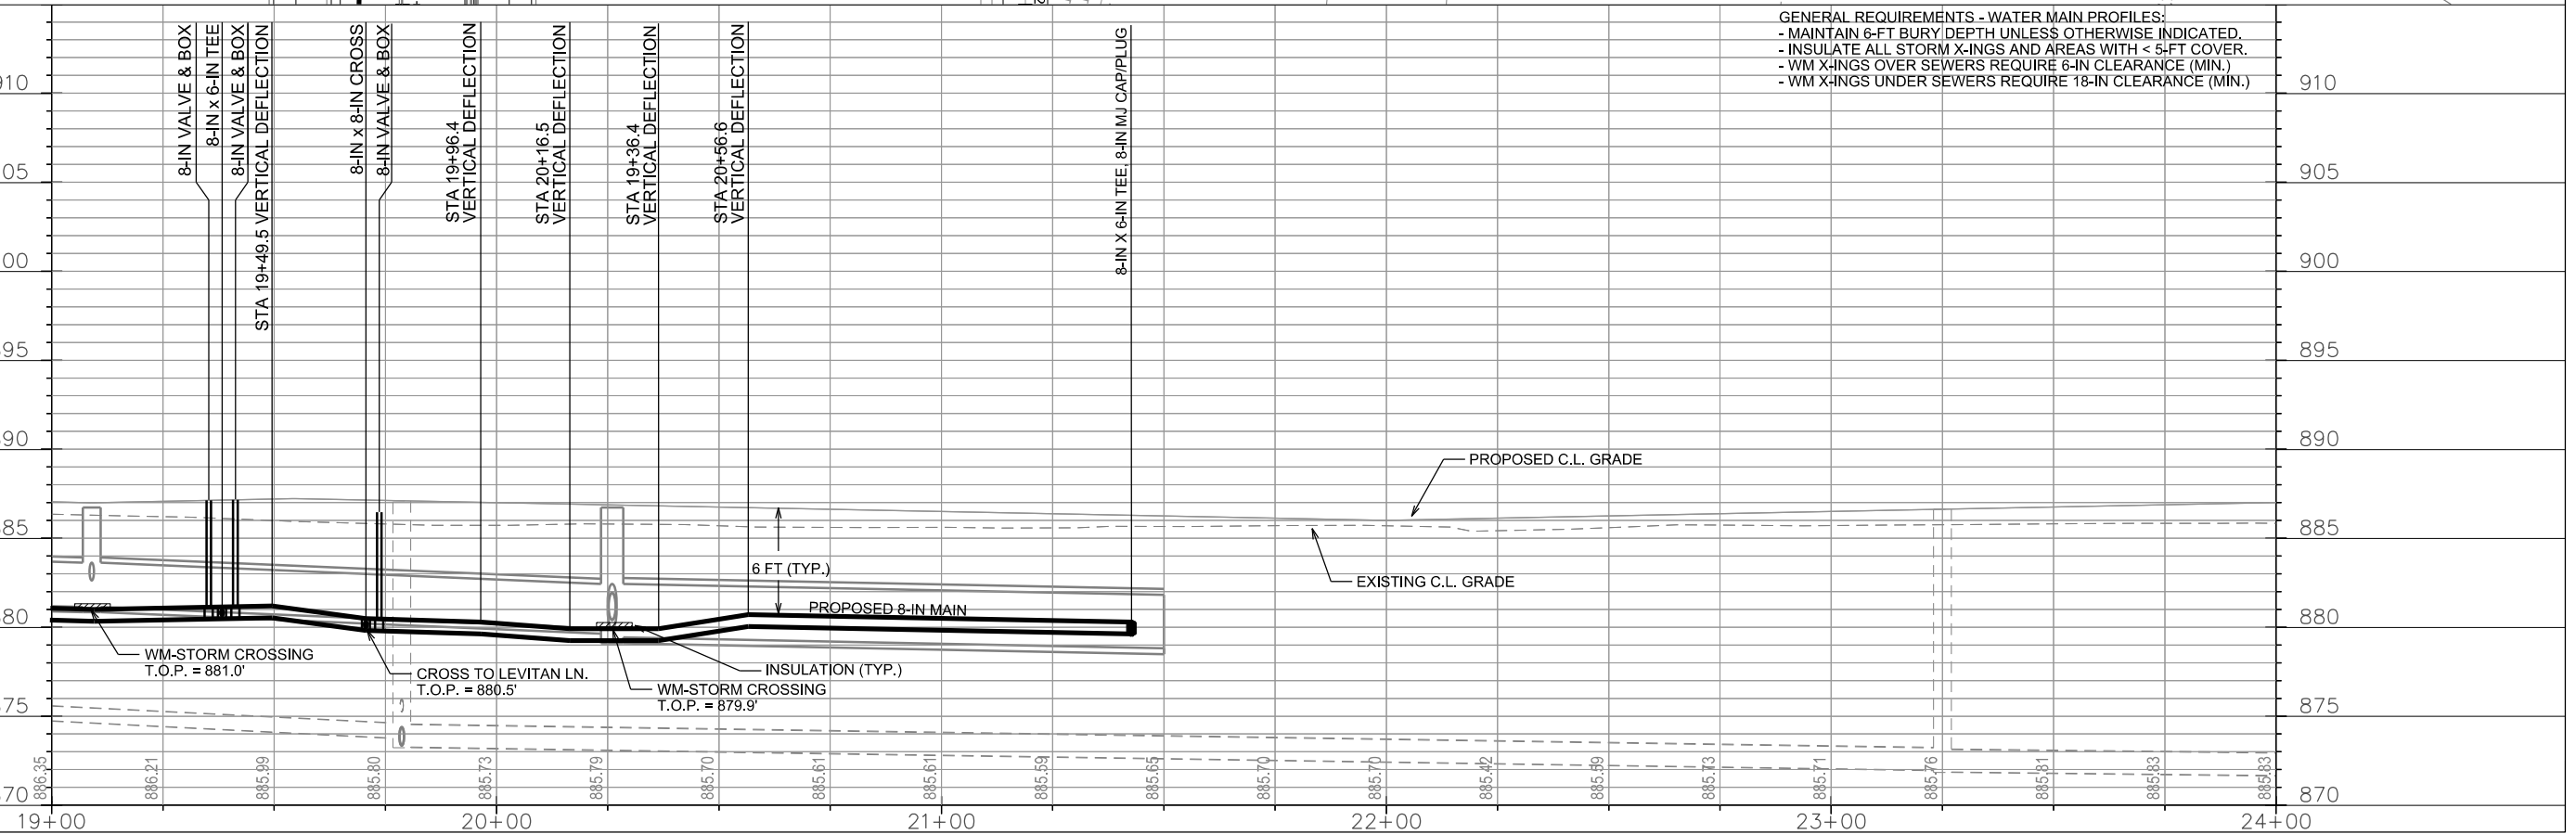 GENERAL REQUIREMENTS - WATER MAIN PROFILES:
- MAINTAIN 6-FT BURY DEPTH UNLESS OTHERWISE INDICATED.
- INSULATE ALL STORM X-INGS AND AREAS WITH < 5-FT COVER.
- WM X-INGS OVER SEWERS REQUIRE 6-IN CLEARANCE (MIN.)
- WM X-INGS UNDER SEWERS REQUIRE 18-IN CLEARANCE (MIN.)
8-IN VALVE & BOX
8-IN x 6-IN TEE
8-IN VALVE & BOX
STA 19+49.5 VERTICAL DEFLECTION
8-IN x 8-IN CROSS
8-IN VALVE & BOX
STA 19+96.4
VERTICAL DEFLECTION
STA 20+16.5
VERTICAL DEFLECTION
STA 19+36.4
VERTICAL DEFLECTION
STA 20+56.6
VERTICAL DEFLECTION
8-IN X 6-IN TEE, 8-IN MJ CAP/PLUG
10
05
00
95
90
85
80
75
70
910
905
900
895
890
885
880
875
870
PROPOSED C.L. GRADE
EXISTING C.L. GRADE
6 FT (TYP.)
PROPOSED 8-IN MAIN
WM-STORM CROSSING
T.O.P. = 881.0'
CROSS TO LEVITAN LN.
T.O.P. = 880.5'
INSULATION (TYP.)
WM-STORM CROSSING
T.O.P. = 879.9'
886.35
886.21
885.99
885.80
885.73
885.79
885.70
885.61
885.61
885.59
885.65
885.70
885.70
885.42
885.59
885.73
885.71
885.76
885.81
885.83
885.83
19+00
20+00
21+00
22+00
23+00
24+00